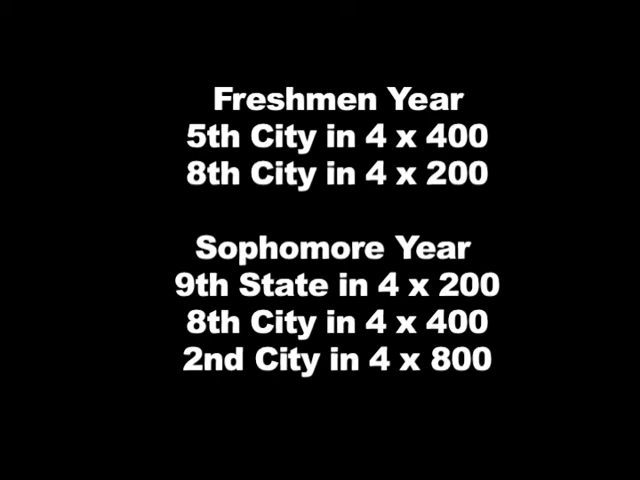 Freshmen Year
5th City in 4 x 400
8th City in 4 x 200
Sophomore Year
9th State in 4 x 200
8th City in 4 x 400
2nd City in 4 x 800